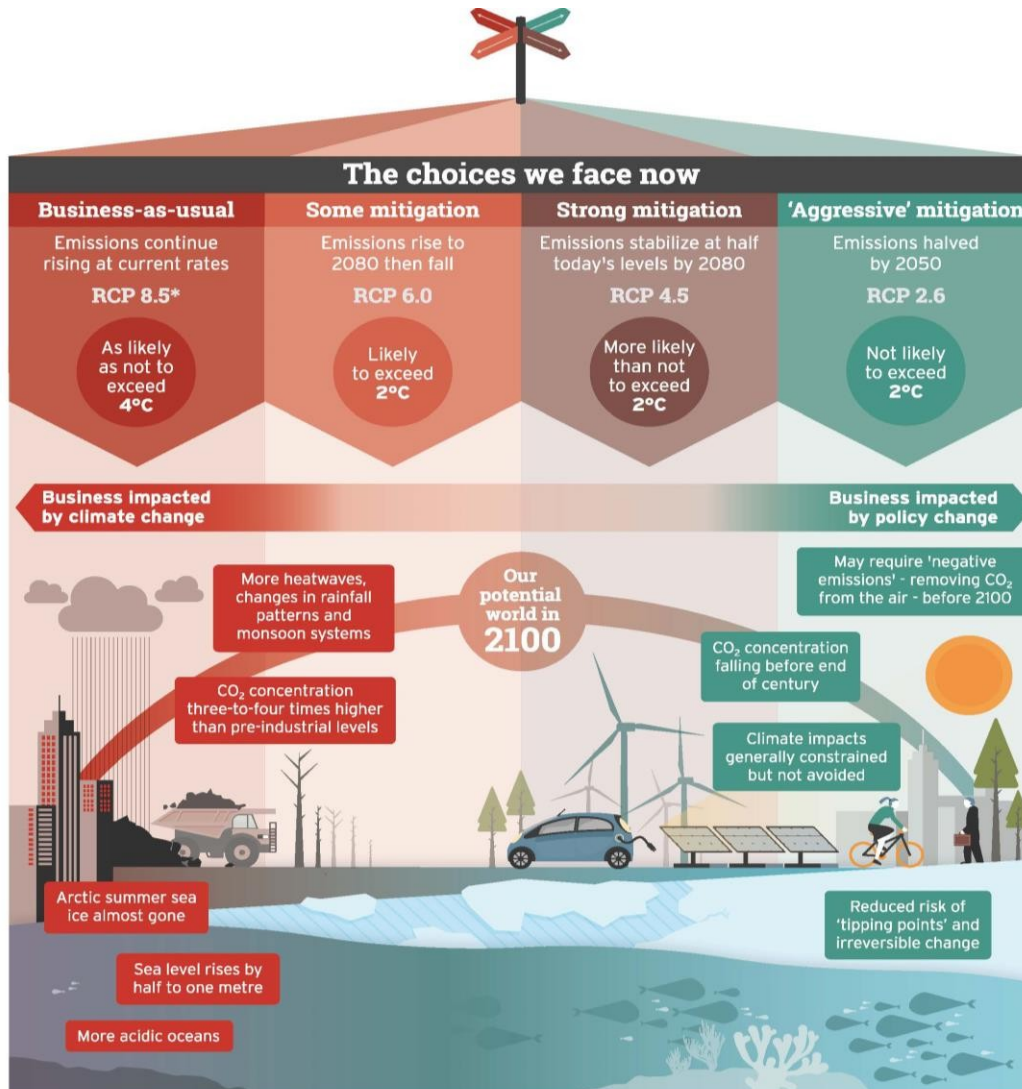 The choices we face now
Business-as-usual
Emissions continue
rising at current rates
RCP 8.5*
As likely
as not to
exceed
4°C
Some mitigation
Emissions rise to
2080 then fall
RCP 6.0
Likely
to exceed
2°C
Strong mitigation
Emissions stabilize at half
today's levels by 2080
RCP 4.5
More likely
than not
to exceed
2°C
‘Aggressive’ mitigation
Emissions halved
by 2050
RCP 2.6
Not likely
to exceed
2°C
Business impacted
by climate change
Business impacted
by policy change
Our
potential
world in
2100
More heatwaves,
changes in rainfall
patterns and
monsoon systems
CO₂ concentration
three-to-four times higher
than pre-industrial levels
Arctic summer sea
ice almost gone
Sea level rises by
half to one metre
More acidic oceans
May require 'negative
emissions' - removing CO₂
from the air - before 2100
CO₂ concentration
falling before end
of century
Climate impacts
generally constrained
but not avoided
Reduced risk of
‘tipping points’ and
irreversible change